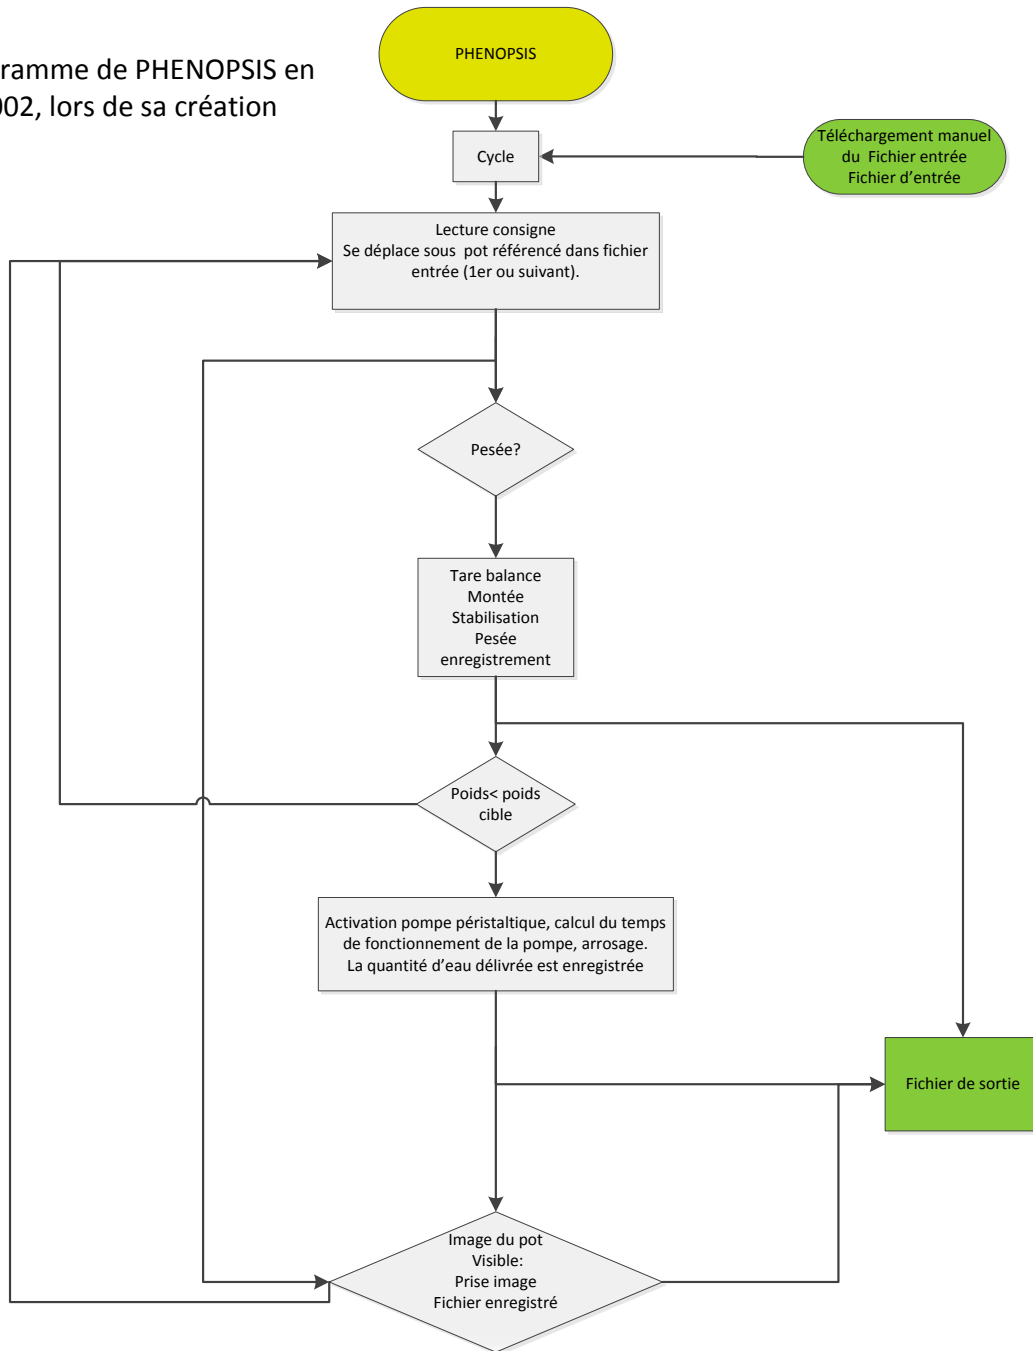 PHENOPSIS
ramme de PHENOPSIS en
002, lors de sa création
Cycle
Téléchargement manuel
du Fichier entrée
Fichier d'entrée
Lecture consigne
Se déplace sous pot référencé dans fichier
entrée (1er ou suivant).
Pesée?
Tare balance
Montée
Stabilisation
Pesée
enregistrement
Poids< poids
cible
Activation pompe péristaltique, calcul du temps
de fonctionnement de la pompe, arrosage.
La quantité d'eau délivrée est enregistrée
Fichier de sortie
Image du pot
Visible:
Prise image
Fichier enregistré